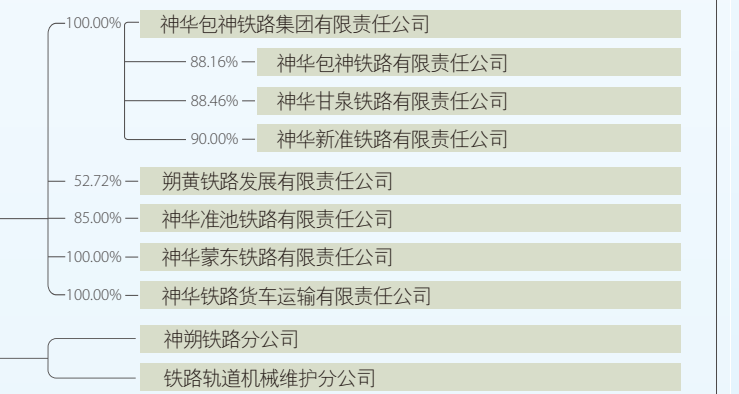 100.00% 神华包神铁路集团有限责任公司
88.16% 神华包神铁路有限责任公司
88.46% 神华甘泉铁路有限责任公司
90.00% 神华新准铁路有限责任公司
52.72% 朔黄铁路发展有限责任公司
85.00% 神华准池铁路有限责任公司
100.00% 神华蒙东铁路有限责任公司
100.00% 神华铁路货车运输有限责任公司
神朔铁路分公司
铁路轨道机械维护分公司